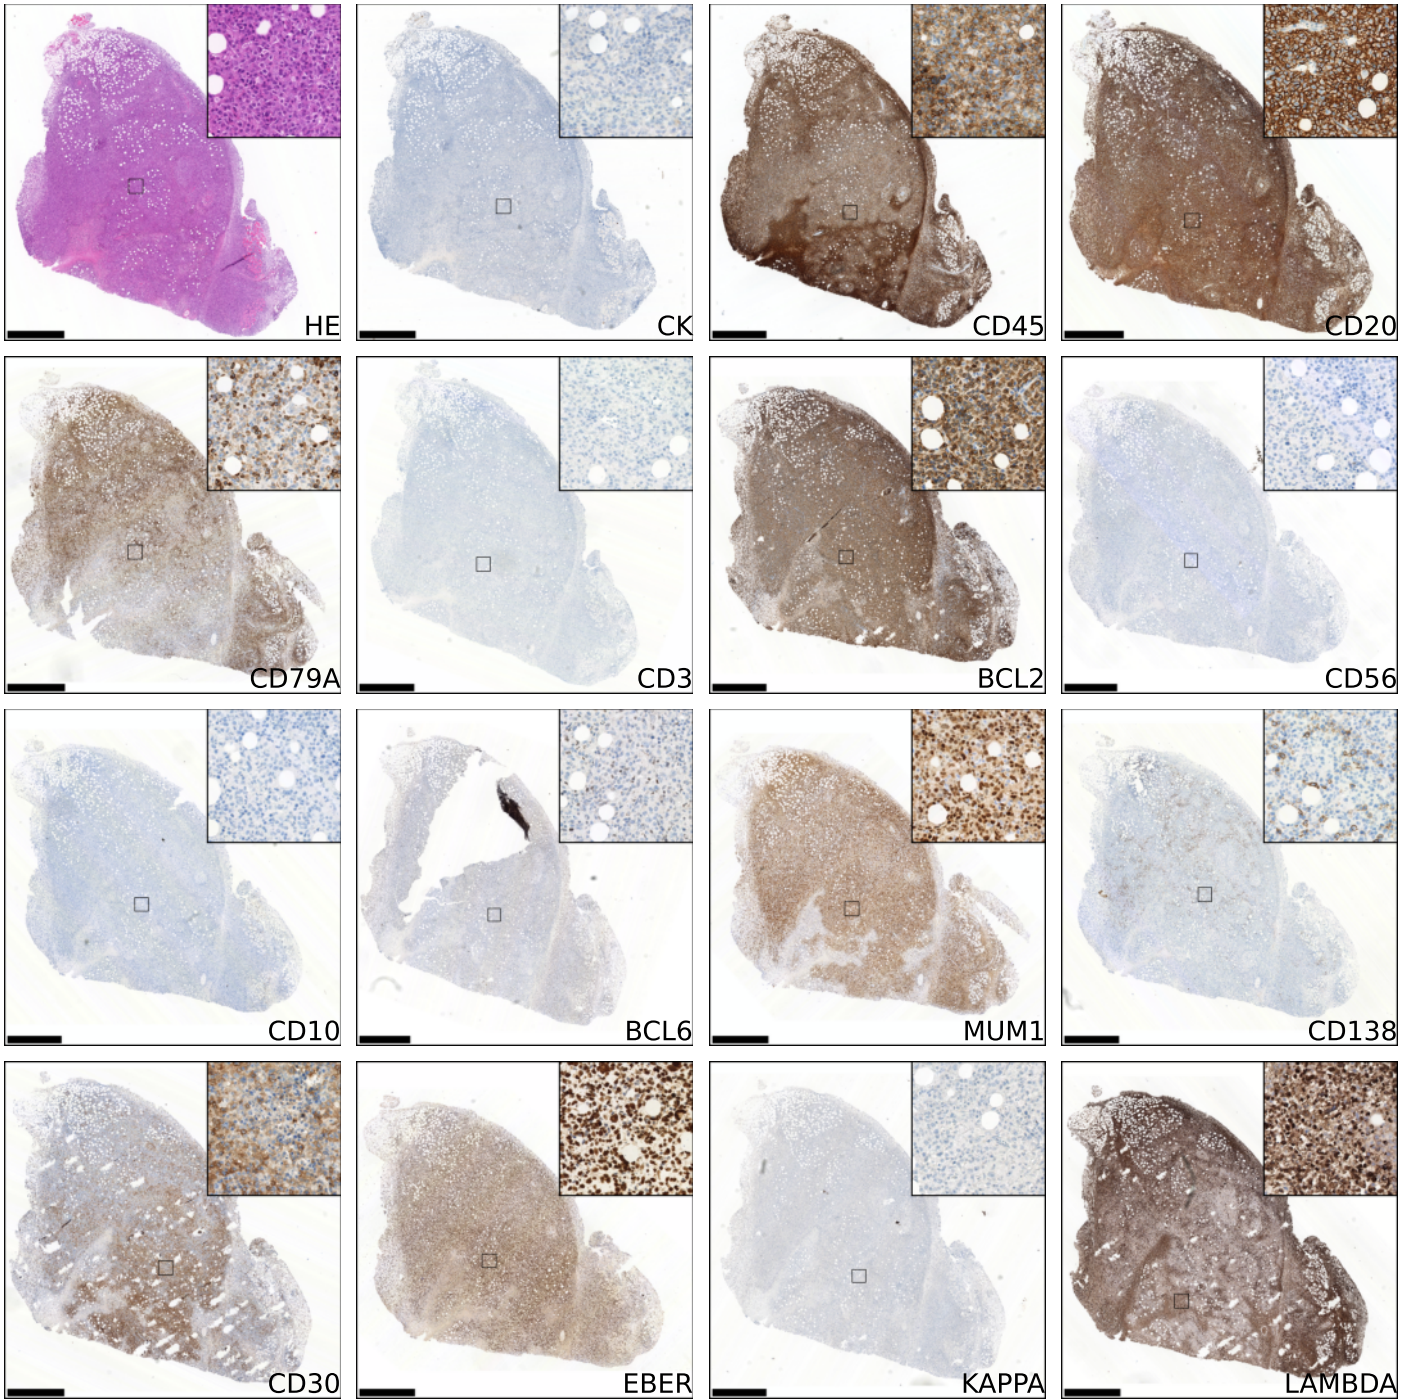 HE
CK
CD45
CD20
CD79A
CD3
BCL2
CD56
CD10
BCL6
MUM1
CD138
CD30
EBER
KAPPA
LAMBDA